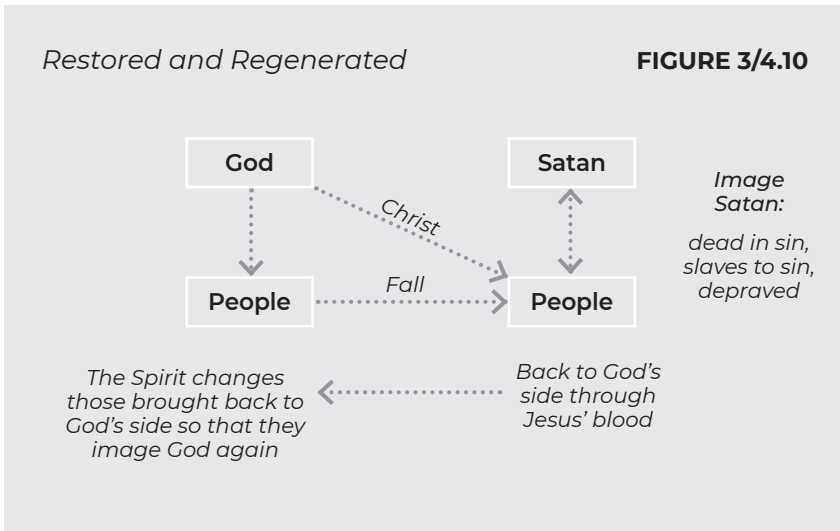 Restored and Regenerated
FIGURE 3/4.10
God
Satan
Image
Satan:
dead in sin,
slaves to sin,
depraved
Christ
People
Fall
People
The Spirit changes
those brought back to
God’s side so that they
image God again
Back to God’s
side through
Jesus’ blood